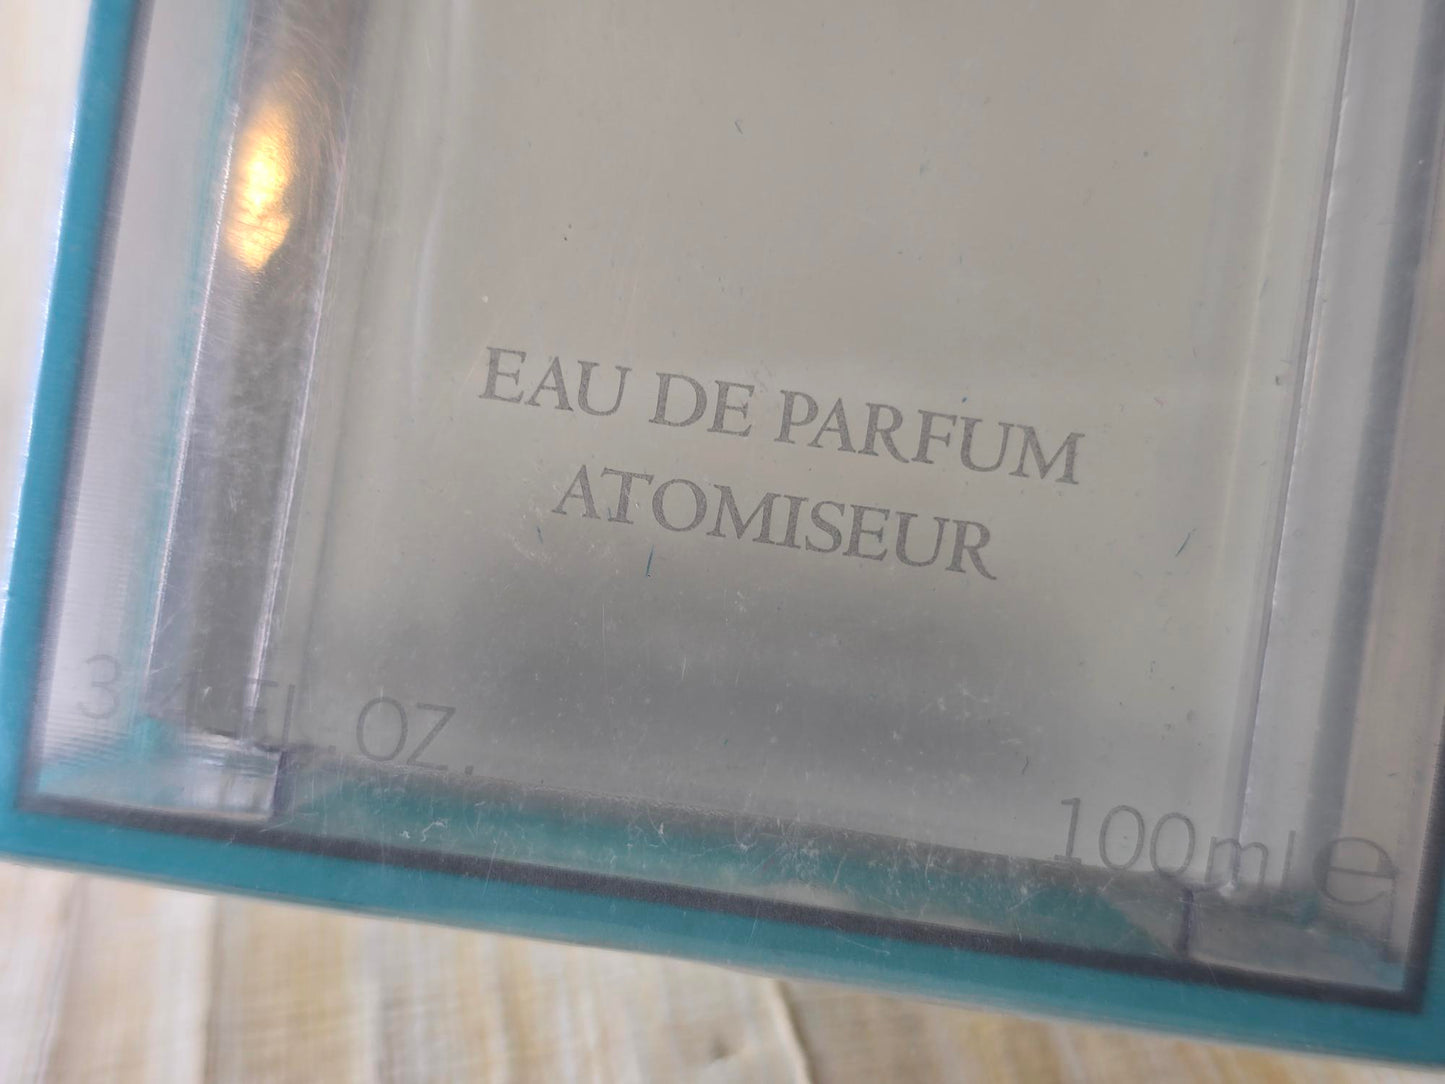 EAU DE PARFUM
ATOMISEUR
3.4 FL. OZ.
100ml e